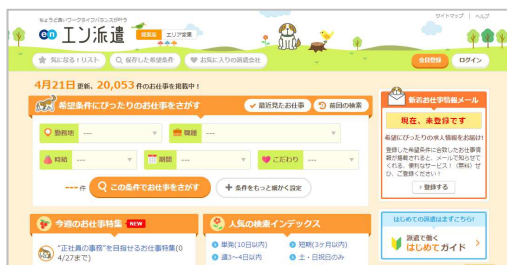 ちょうど良いワークライフバランスが叶う
サイトマップ | ヘルプ
en エン派遣 関東版 エリア変更
気になる!リスト 保存した希望条件 お気に入りの派遣会社 会員登録 ログイン
4月21日 更新、20,053 件のお仕事を掲載中!
希望条件にぴったりのお仕事をさがす 最近見たお仕事 前回の検索
勤務地 --- 職種 ---
時給 --- 期間 --- こだわり ---
---件 この条件でお仕事をさがす + 条件をもっと細かく設定
新着お仕事情報メール
現在、未登録です
希望にぴったりの求人情報をお届け!
登録した希望条件に合致したお仕事情
報が掲載されると、メールで知らせて
くれる、便利なサービス!(無料)ぜ
ひ、ご登録ください!
登録する
今週のお仕事特集 NEW
"正社員の事務"を目指せるお仕事特集(0
4/27まで)
人気の検索インデックス
単発(10日以内) 短期(3ヶ月以内)
週3~4日以内 土・日祝日のみ
はじめての派遣はまずこちら!
派遣で働く
はじめてガイド